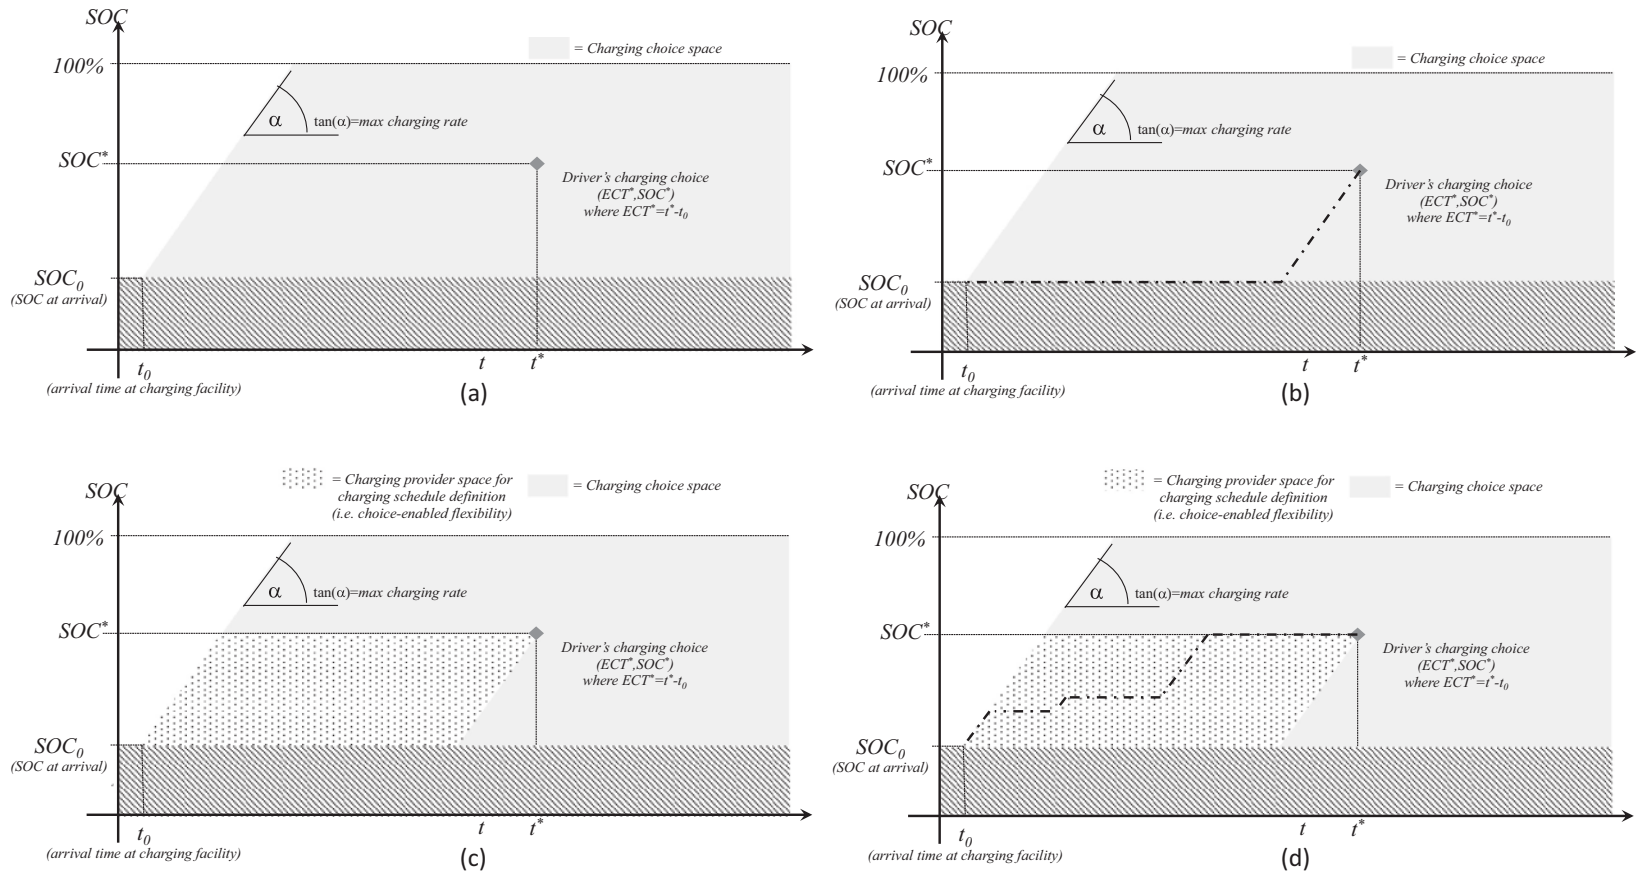 SOC
= Charging choice space
100%
α
tan(α)=max charging rate
SOC*
Driver's charging choice
(ECT*,SOC*)
where ECT*=t*-t0
SOC0
(SOC at arrival)
t0
t
t*
(arrival time at charging facility)
(a)
SOC
= Charging choice space
100%
α
tan(α)=max charging rate
SOC*
Driver's charging choice
(ECT*,SOC*)
where ECT*=t*-t0
SOC0
(SOC at arrival)
t0
t
t*
(arrival time at charging facility)
(b)
= Charging provider space for
charging schedule definition
(i.e. choice-enabled flexibility)
= Charging choice space
SOC
100%
α
tan(α)=max charging rate
SOC*
Driver's charging choice
(ECT*,SOC*)
where ECT*=t*-t0
SOC0
(SOC at arrival)
t0
t
t*
(arrival time at charging facility)
(c)
= Charging provider space for
charging schedule definition
(i.e. choice-enabled flexibility)
= Charging choice space
SOC
100%
α
tan(α)=max charging rate
SOC*
Driver's charging choice
(ECT*,SOC*)
where ECT*=t*-t0
SOC0
(SOC at arrival)
t0
t
t*
(arrival time at charging facility)
(d)